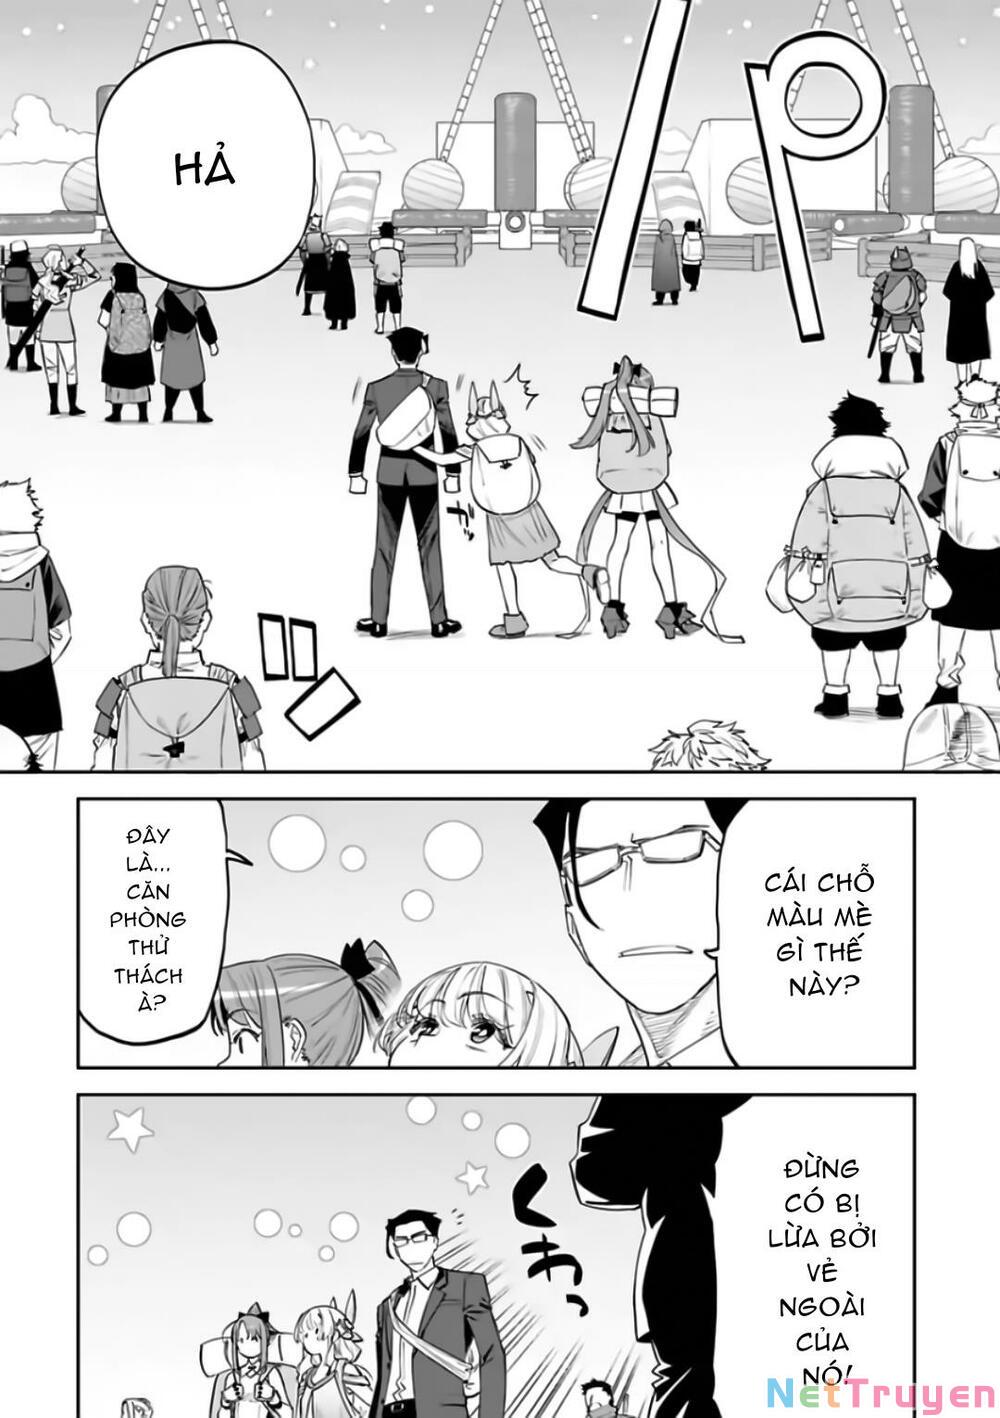 HẢ
IP
CÁI CHỖ
MÀU MÈ
GÌ THẾ
NÀY?
ĐÂY
LÀ...
CĂN
PHÒNG
THỬ
THÁCH
À?
ĐỪNG
CÓ BỊ
LỪA BỞI
VẺ
NGOÀI
CỦA
NÓ!
くわっ
NetTruyen